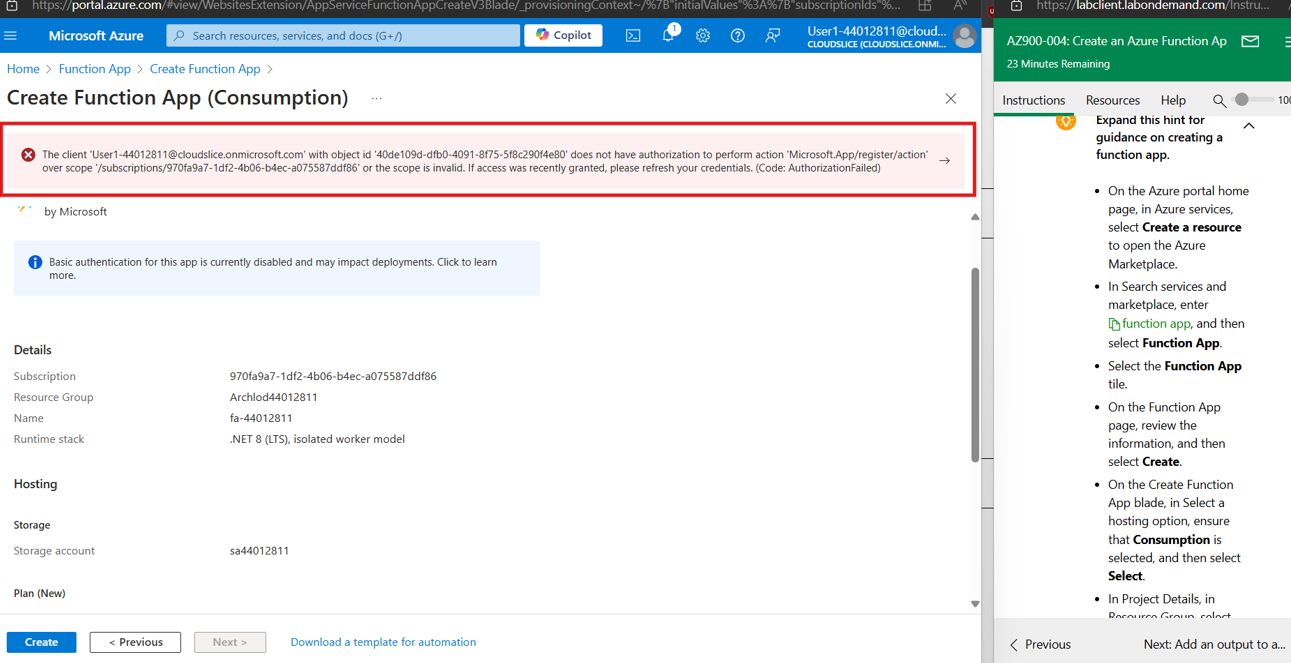 https://portal.azure.com/#view/WebsitesExtension/AppServiceFunctionAppCreateV3Blade/_provisioningContext~/%7B"initialValues"%3A%7B"subscriptionIds"%...
Microsoft Azure
Search resources, services, and docs (G+/)
Copilot
1
User1-44012811@cloud...
CLOUDSLICE (CLOUDSLICE.ONMI...
Home > Function App > Create Function App >
Create Function App (Consumption) ...
The client 'User1-44012811@cloudslice.onmicrosoft.com' with object id '40de109d-dfb0-4091-8f75-5f8c290f4e80' does not have authorization to perform action 'Microsoft.App/register/action'
over scope '/subscriptions/970fa9a7-1df2-4b06-b4ec-a075587ddf86' or the scope is invalid. If access was recently granted, please refresh your credentials. (Code: AuthorizationFailed)
by Microsoft
Basic authentication for this app is currently disabled and may impact deployments. Click to learn
more.
Details
Subscription 970fa9a7-1df2-4b06-b4ec-a075587ddf86
Resource Group Archlod44012811
Name fa-44012811
Runtime stack .NET 8 (LTS), isolated worker model
Hosting
Storage
Storage account sa44012811
Plan (New)
Create
< Previous
Next >
Download a template for automation
https://labclient.labondemand.com/Instru...
AZ900-004: Create an Azure Function Ap
23 Minutes Remaining
Instructions Resources Help
100
Expand this hint for
guidance on creating a
function app.
• On the Azure portal home
page, in Azure services,
select Create a resource
to open the Azure
Marketplace.
• In Search services and
marketplace, enter
function app, and then
select Function App.
• Select the Function App
tile.
• On the Function App
page, review the
information, and then
select Create.
• On the Create Function
App blade, in Select a
hosting option, ensure
that Consumption is
selected, and then select
Select.
• In Project Details, in
Resource Group, select
< Previous
Next: Add an output to a...